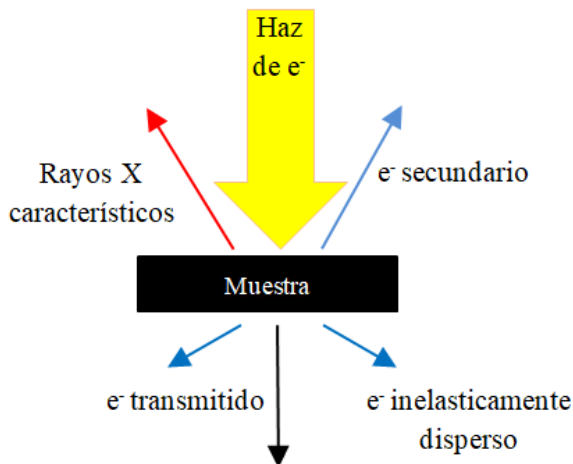 Haz
de e⁻
Rayos X
característicos
e⁻ secundario
Muestra
e⁻ transmitido
e⁻ inelasticamente
disperso